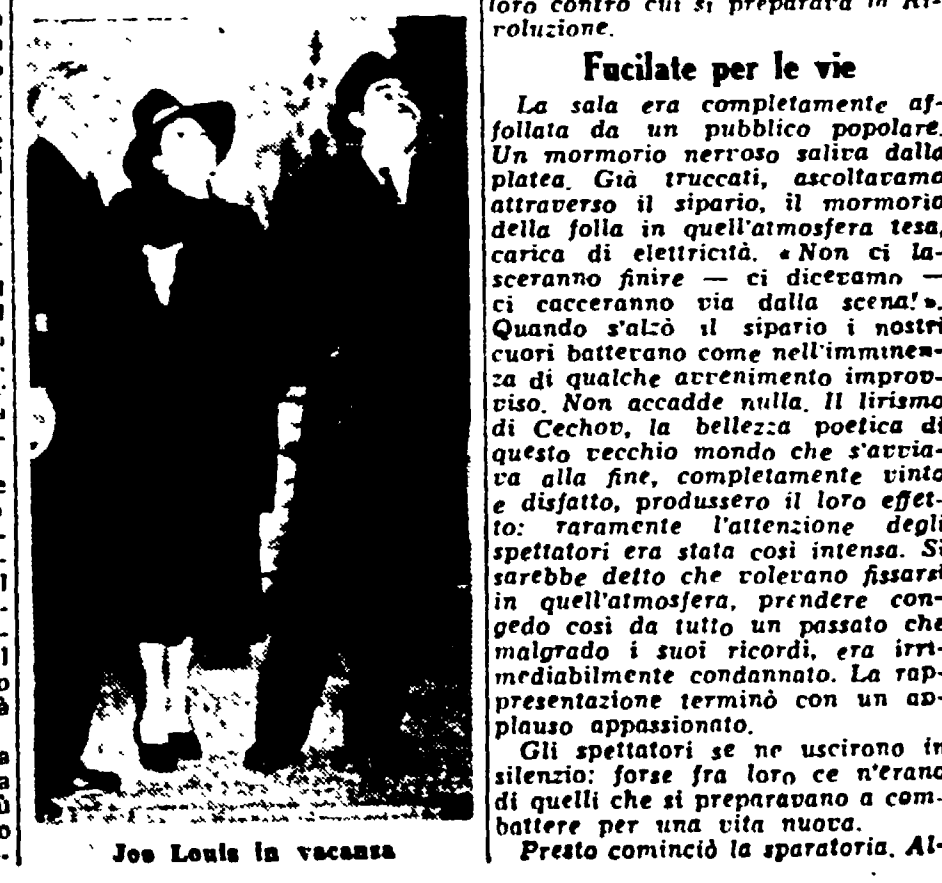 Joe Louis in vacanza
loro contro cui si preparava la Ri-
voluzione.
Fucilate per le vie
La sala era completamente af-
follata da un pubblico popolare.
Un mormorio nervoso saliva dalla
platea. Già truccati, ascoltavamo
attraverso il sipario, il mormorio
della folla in quell'atmosfera tesa,
carica di elettricità. «Non ci la-
sceranno finire — ci dicevamo —
ci cacceranno via dalla scena!».
Quando s'alzò il sipario i nostri
cuori battevano come nell'imminen-
za di qualche avvenimento improv-
viso. Non accadde nulla. Il lirismo
di Cechov, la bellezza poetica di
questo vecchio mondo che s'avvia-
va alla fine, completamente vinto
e disfatto, produssero il loro effet-
to: raramente l'attenzione degli
spettatori era stata così intensa. Si
sarebbe detto che volevano fissarsi
in quell'atmosfera, prendere con-
gedo così da tutto un passato che
malgrado i suoi ricordi, era irri-
mediabilmente condannato. La rap-
presentazione terminò con un ap-
plauso appassionato.
Gli spettatori se ne uscirono in
silenzio: forse fra loro ce n'erano
di quelli che si preparavano a com-
battere per una vita nuova.
Presto cominciò la sparatoria. Al-